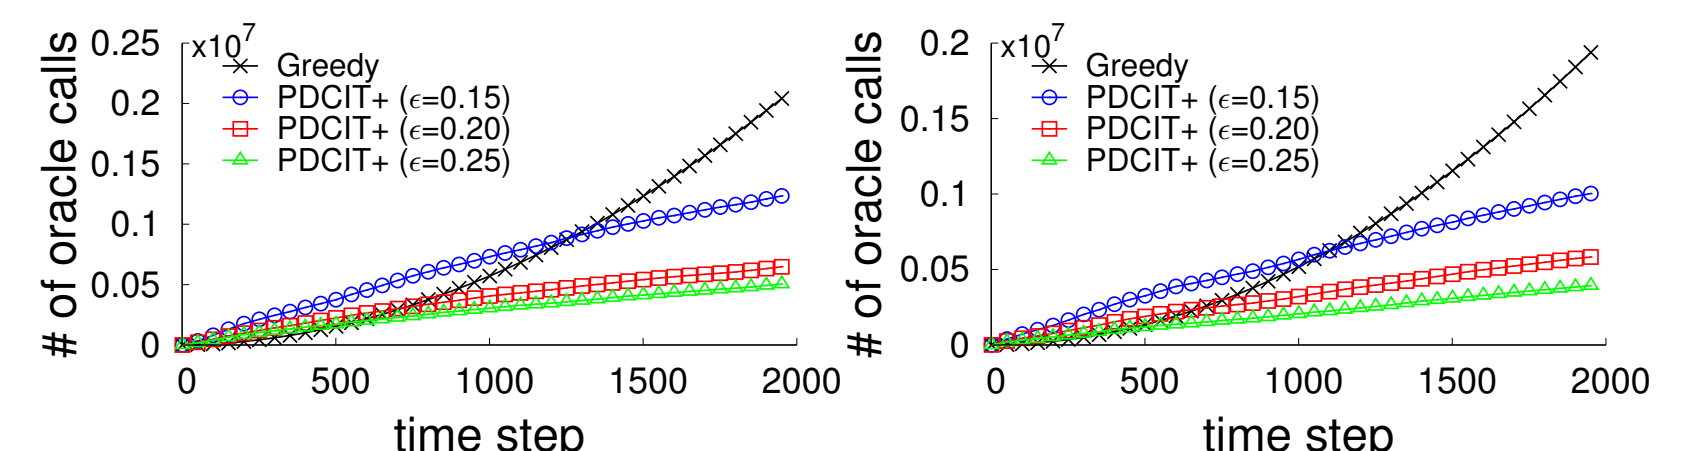 # of oracle calls
x10^7
0.25
0.2
0.15
0.1
0.05
0
Greedy
PDCIT+ (ϵ=0.15)
PDCIT+ (ϵ=0.20)
PDCIT+ (ϵ=0.25)
0 500 1000 1500 2000
time step
# of oracle calls
x10^7
0.2
0.15
0.1
0.05
0
Greedy
PDCIT+ (ϵ=0.15)
PDCIT+ (ϵ=0.20)
PDCIT+ (ϵ=0.25)
0 500 1000 1500 2000
time step